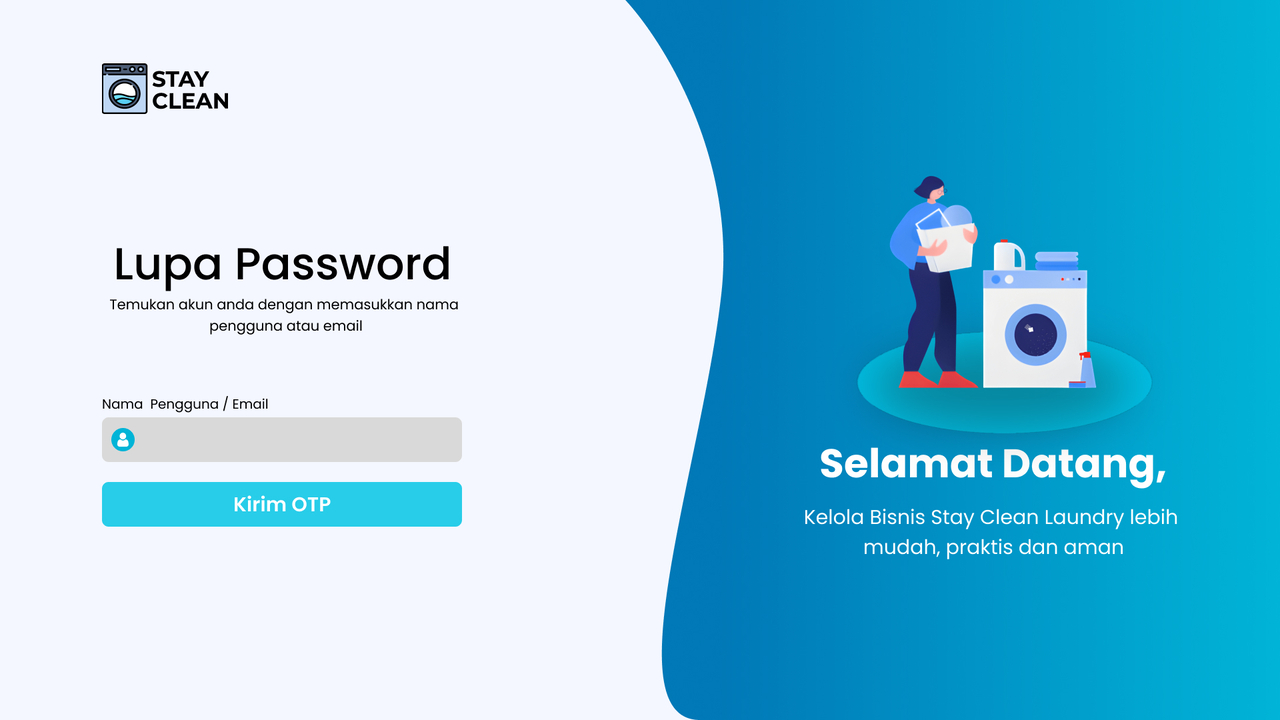 STAY
CLEAN
Lupa Password
Temukan akun anda dengan memasukkan nama
pengguna atau email
Nama  Pengguna / Email
Kirim OTP
Selamat Datang,
Kelola Bisnis Stay Clean Laundry lebih
mudah, praktis dan aman